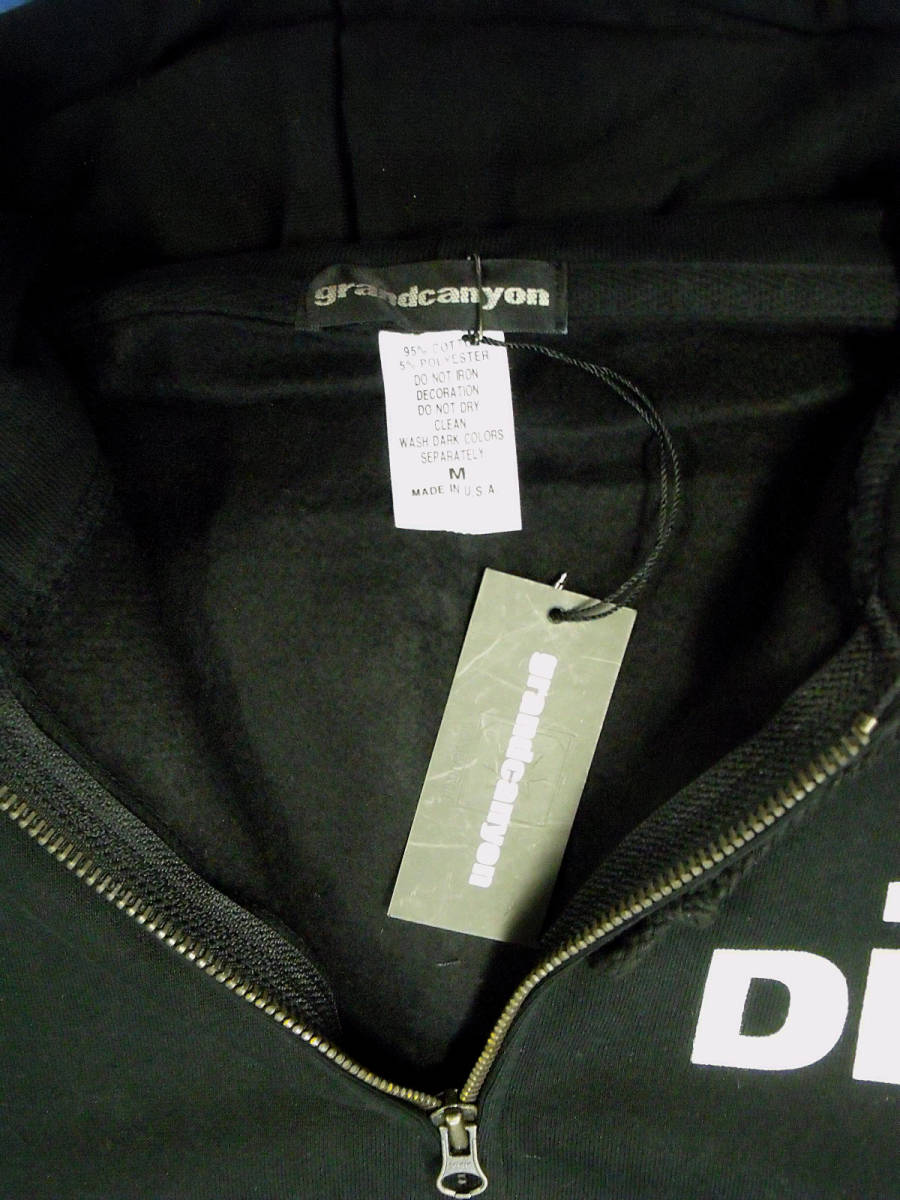 grandcanyon
95% COTTON
5% POLYESTER
DO NOT IRON
DECORATION
DO NOT DRY
CLEAN
WASH DARK COLORS
SEPARATELY
M
MADE IN U.S.A
grandcanyon